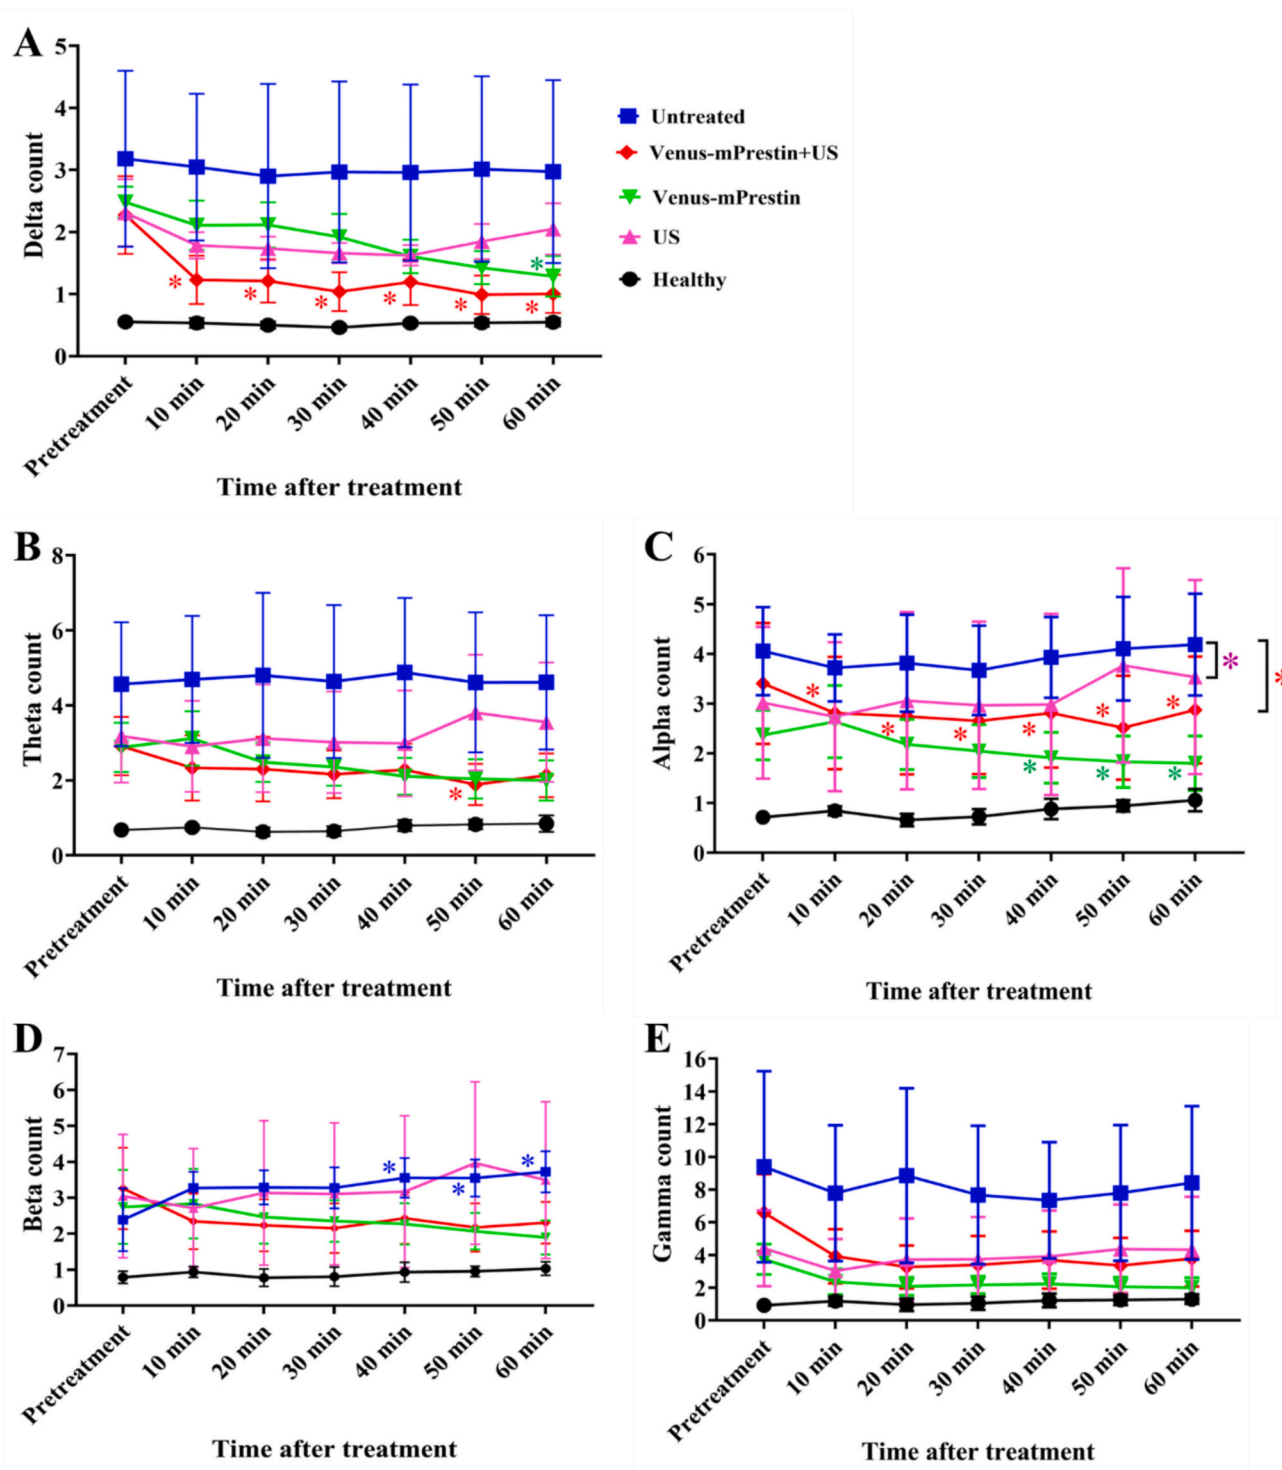 A
Delta count
5
4
3
2
1
0
Pretreatment
10 min
20 min
30 min
40 min
50 min
60 min
Time after treatment
* * * * * * *
Untreated
Venus-mPrestin+US
Venus-mPrestin
US
Healthy
B
Theta count
8
6
4
2
0
Pretreatment
10 min
20 min
30 min
40 min
50 min
60 min
Time after treatment
*
C
Alpha count
6
5
4
3
2
1
0
Pretreatment
10 min
20 min
30 min
40 min
50 min
60 min
Time after treatment
* * * * * * * * * * *
D
Beta count
7
6
5
4
3
2
1
0
Pretreatment
10 min
20 min
30 min
40 min
50 min
60 min
Time after treatment
* * *
E
Gamma count
16
14
12
10
8
6
4
2
0
Pretreatment
10 min
20 min
30 min
40 min
50 min
60 min
Time after treatment